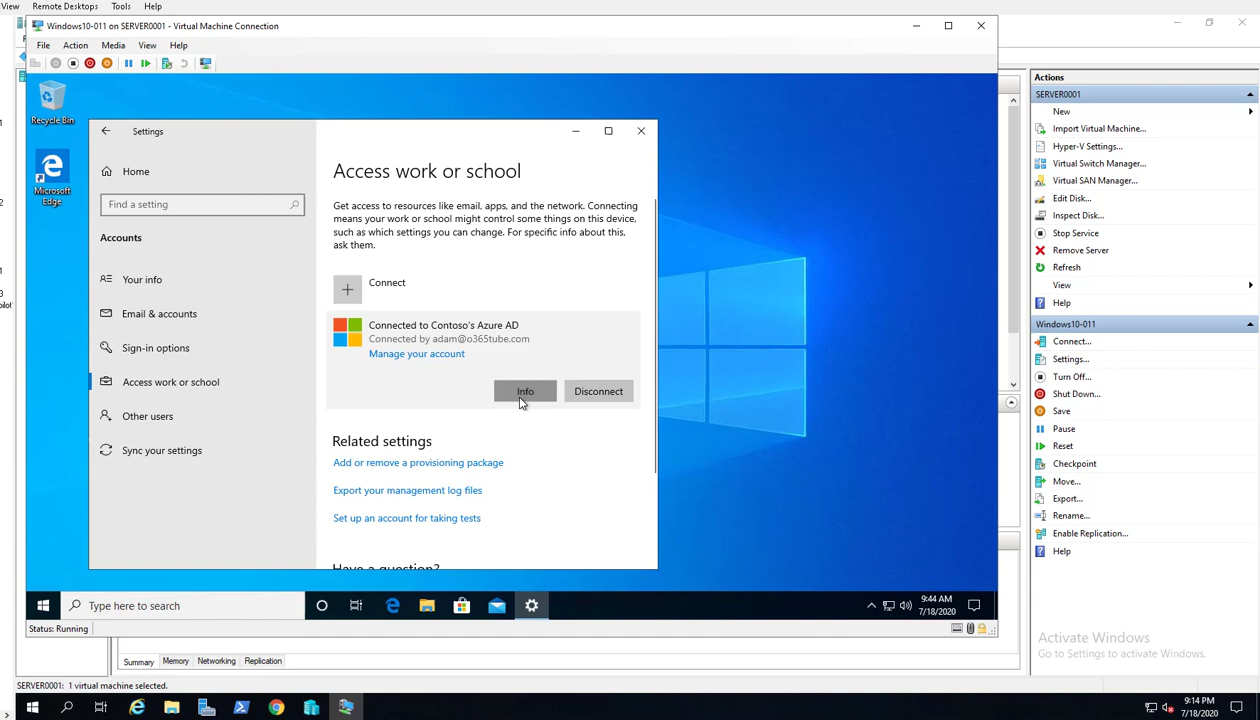 View Remote Desktops Tools Help
Windows10-011 on SERVER0001 - Virtual Machine Connection
File Action Media View Help
Recycle Bin
Microsoft
Edge
Settings
Home
Find a setting
Accounts
Your info
Email & accounts
Sign-in options
Access work or school
Other users
Sync your settings
Access work or school
Get access to resources like email, apps, and the network. Connecting
means your work or school might control some things on this device,
such as which settings you can change. For specific info about this,
ask them.
Connect
Connected to Contoso's Azure AD
Connected by adam@o365tube.com
Manage your account
Info Disconnect
Related settings
Add or remove a provisioning package
Export your management log files
Set up an account for taking tests
Have a question?
Type here to search
9:44 AM
7/18/2020
Status: Running
Summary Memory Networking Replication
SERVER0001: 1 virtual machine selected.
Actions
SERVER0001
New
Import Virtual Machine...
Hyper-V Settings...
Virtual Switch Manager...
Virtual SAN Manager...
Edit Disk...
Inspect Disk...
Stop Service
Remove Server
Refresh
View
Help
Windows10-011
Connect...
Settings...
Turn Off...
Shut Down...
Save
Pause
Reset
Checkpoint
Move...
Export...
Rename...
Enable Replication...
Help
Activate Windows
Go to Settings to activate Windows.
9:14 PM
7/18/2020